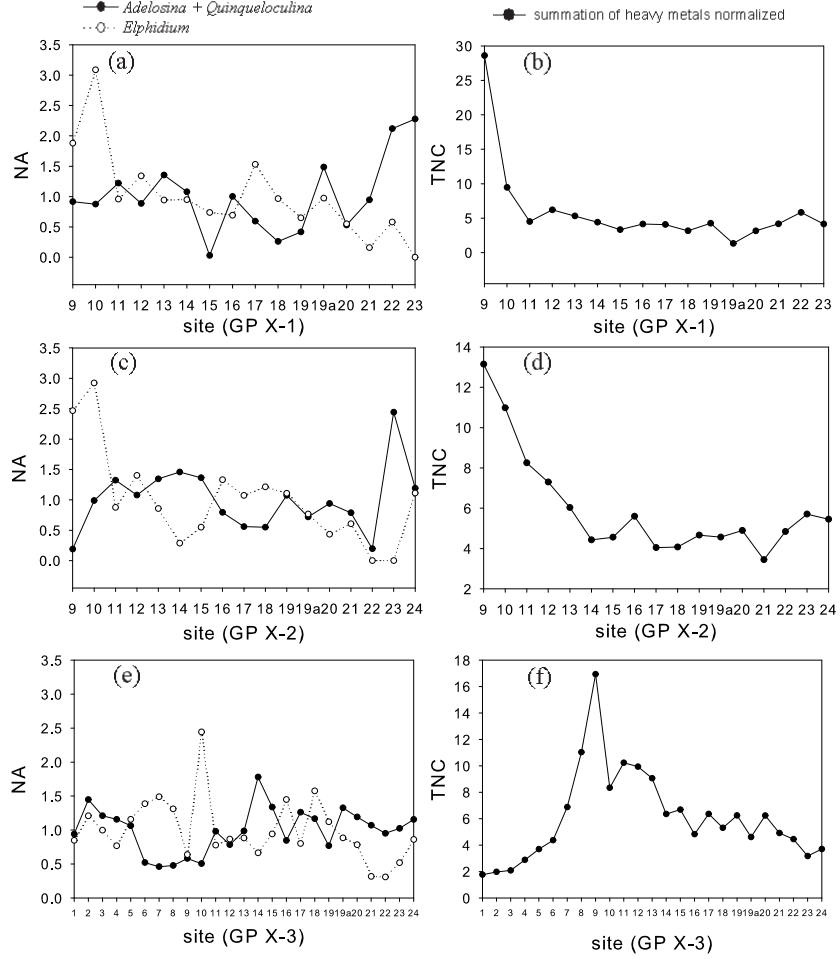 Adelosina + Quinqueloculina
Elphidium
summation of heavy metals normalized
(a)
3.5
3.0
2.5
2.0
1.5
1.0
0.5
0.0
NA
9 10 11 12 13 14 15 16 17 18 19 19a 20 21 22 23
site (GP X-1)
(b)
30
25
20
15
10
5
0
TNC
9 10 11 12 13 14 15 16 17 18 19 19a 20 21 22 23
site (GP X-1)
(c)
3.5
3.0
2.5
2.0
1.5
1.0
0.5
0.0
NA
9 10 11 12 13 14 15 16 17 18 19 19a 20 21 22 23 24
site (GP X-2)
(d)
14
12
10
8
6
4
2
TNC
9 10 11 12 13 14 15 16 17 18 19 19a 20 21 22 23 24
site (GP X-2)
(e)
3.5
3.0
2.5
2.0
1.5
1.0
0.5
0.0
NA
1 2 3 4 5 6 7 8 9 10 11 12 13 14 15 16 17 18 19 19a 20 21 22 23 24
site (GP X-3)
(f)
18
16
14
12
10
8
6
4
2
0
TNC
1 2 3 4 5 6 7 8 9 10 11 12 13 14 15 16 17 18 19 19a 20 21 22 23 24
site (GP X-3)